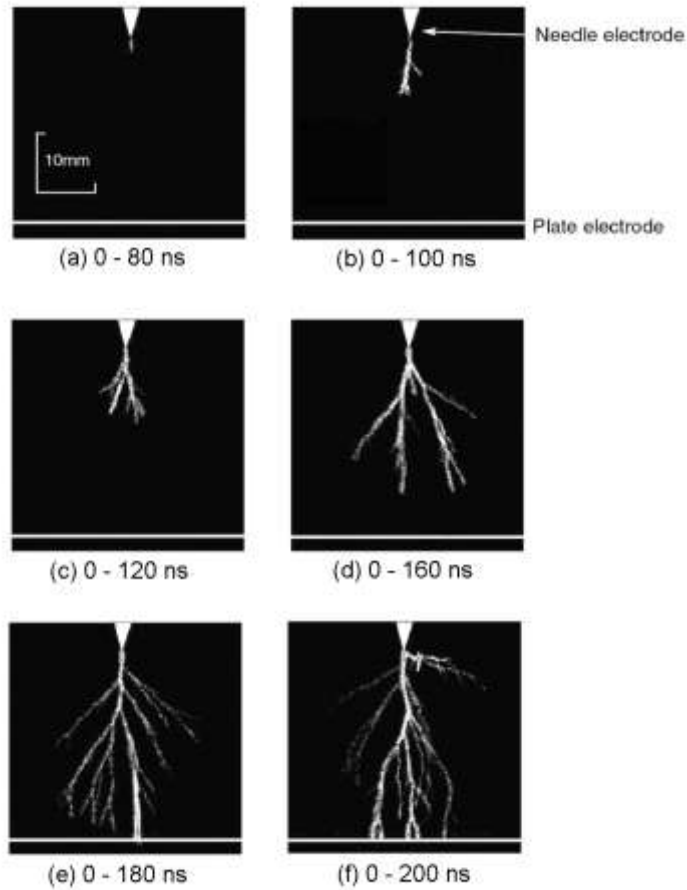 Needle electrode
10mm
Plate electrode
(a) 0 - 80 ns
(b) 0 - 100 ns
(c) 0 - 120 ns
(d) 0 - 160 ns
(e) 0 - 180 ns
(f) 0 - 200 ns